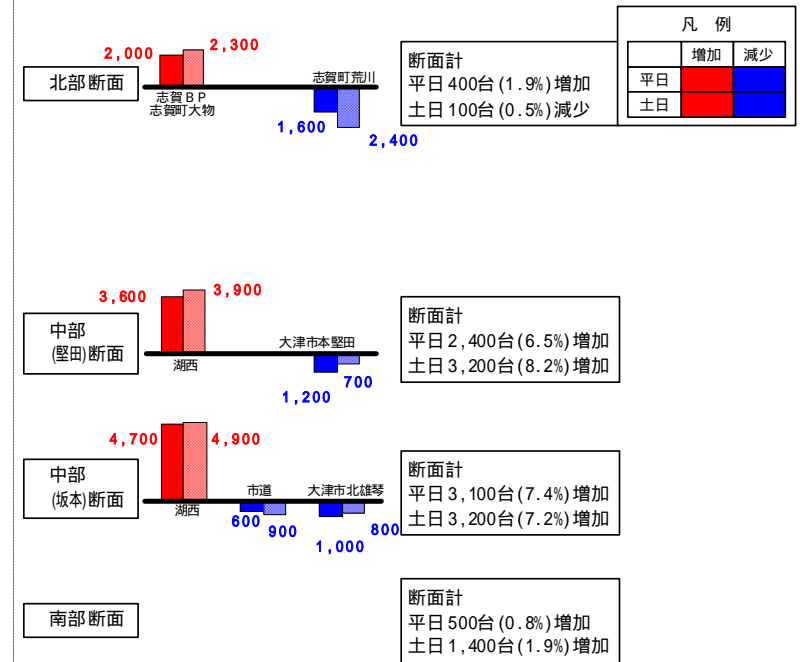 凡 例
増加 減少
平日
土日
北部断面
2,000
2,300
志賀BP
志賀町大物
志賀町荒川
1,600
2,400
断面計
平日400台(1.9%)増加
土日100台(0.5%)減少
中部
(堅田)断面
3,600
3,900
湖西
大津市本堅田
1,200
700
断面計
平日2,400台(6.5%)増加
土日3,200台(8.2%)増加
中部
(坂本)断面
4,700
4,900
湖西
市道
600
900
大津市北雄琴
1,000
800
断面計
平日3,100台(7.4%)増加
土日3,200台(7.2%)増加
南部断面
断面計
平日500台(0.8%)増加
土日1,400台(1.9%)増加